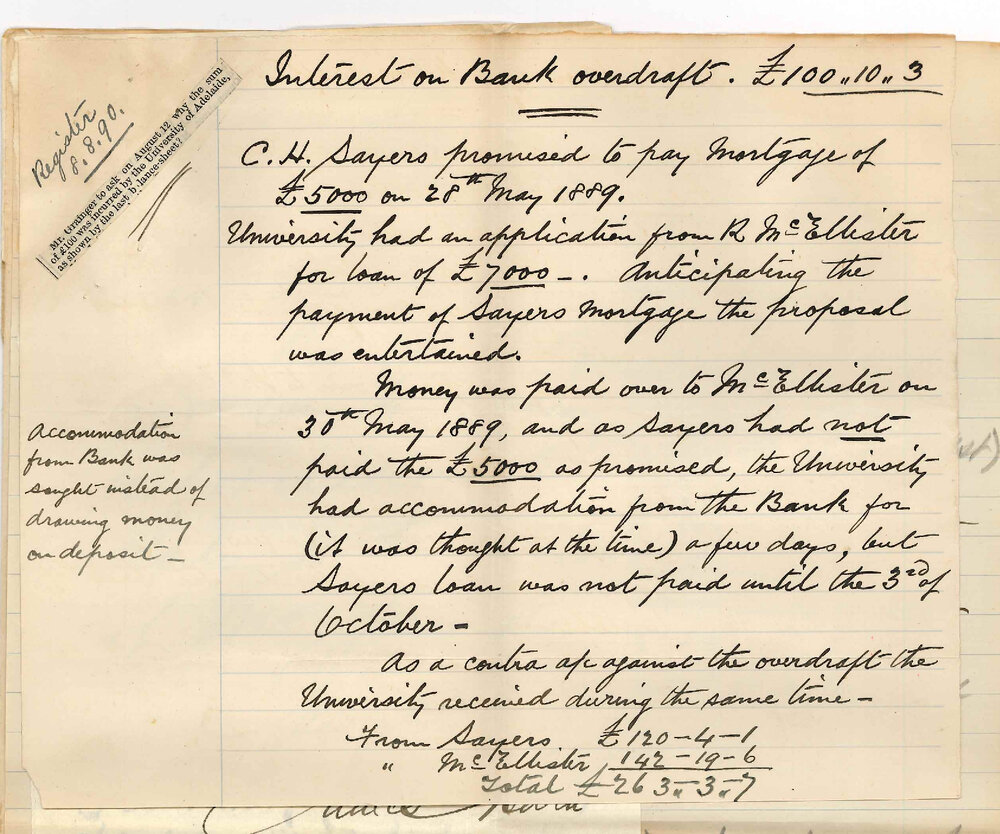 Register
8.8.90.
Mr. Grainger to ask on August 12 why the sum
of £100 was incurred by the University of Adelaide,
as shown by the last balance-sheet?
Interest on Bank overdraft. £100„10„3
C. H. Sayers promised to pay Mortgage of
£5000 on 28th May 1889.
University had an application from R McEllister
for loan of £7000 –. Anticipating the
payment of Sayers Mortgage the proposal
was entertained.
Money was paid over to McEllister on
30th May 1889, and as Sayers had not
paid the £5000 as promised, the University
had accommodation from the Bank for
(it was thought at the time) a few days, but
Sayers loan was not paid until the 3rd of
October –
As a contra a/c against the overdraft the
University received during the same time –
From Sayers £120–4–1
„ McEllister 142–19–6
Total £263„–3–7
Accommodation
from Bank was
sought instead of
drawing money
on deposit –